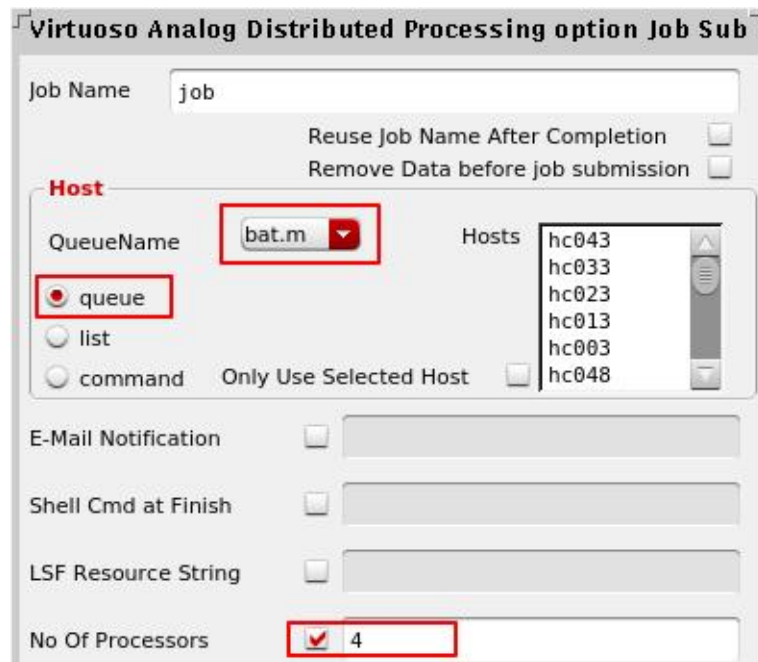 Virtuoso Analog Distributed Processing option Job Sub
Job Name job
Reuse Job Name After Completion
Remove Data before job submission
Host
QueueName bat.m Hosts
hc043
hc033
hc023
hc013
hc003
hc048
queue
list
command
Only Use Selected Host
E-Mail Notification
Shell Cmd at Finish
LSF Resource String
No Of Processors 4